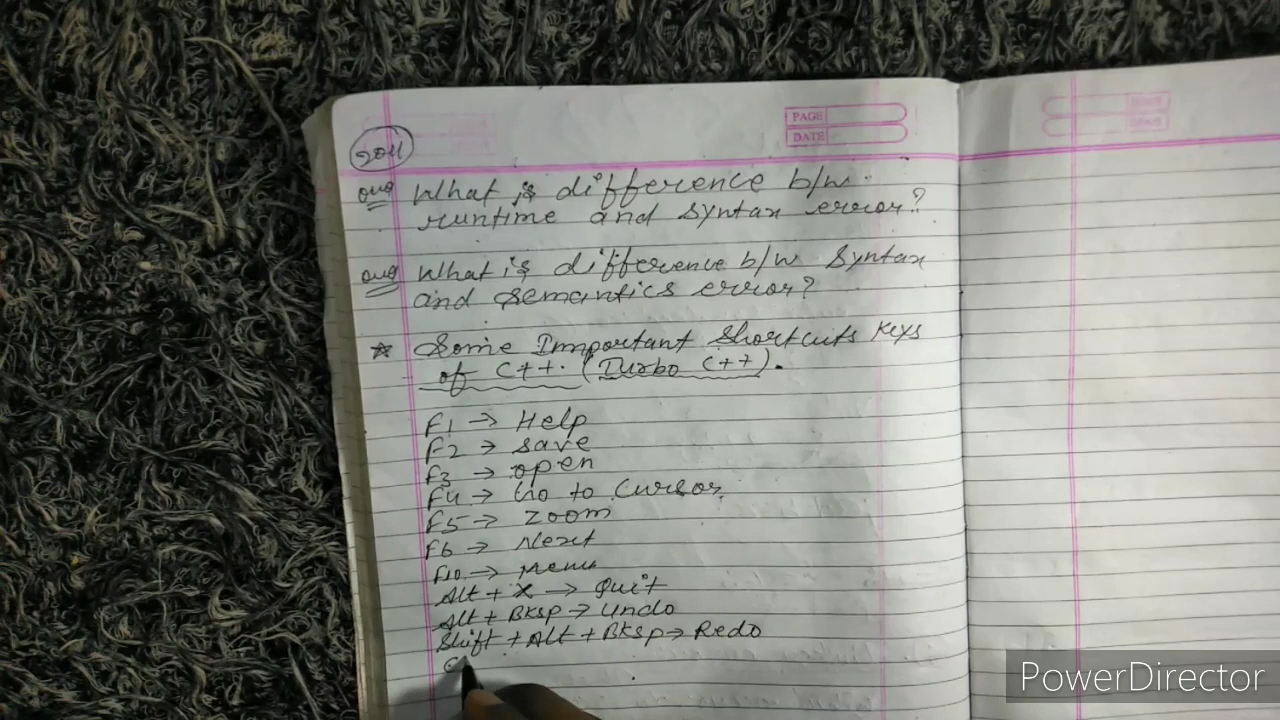 PAGE
DATE
2011
Ques What is difference b/w
runtime and syntax error?
Ques What is difference b/w syntax
and semantics error?
* Some Important Shortcuts Keys
of C++. (Turbo C++).
F1 → Help
F2 → save
F3 → open
F4 → Go to Cursor
F5 → Zoom
F6 → Next
F10 → Menu
Alt + X → Quit
Alt + BKSP → Undo
Shift + Alt + BKSP → Redo
PowerDirector